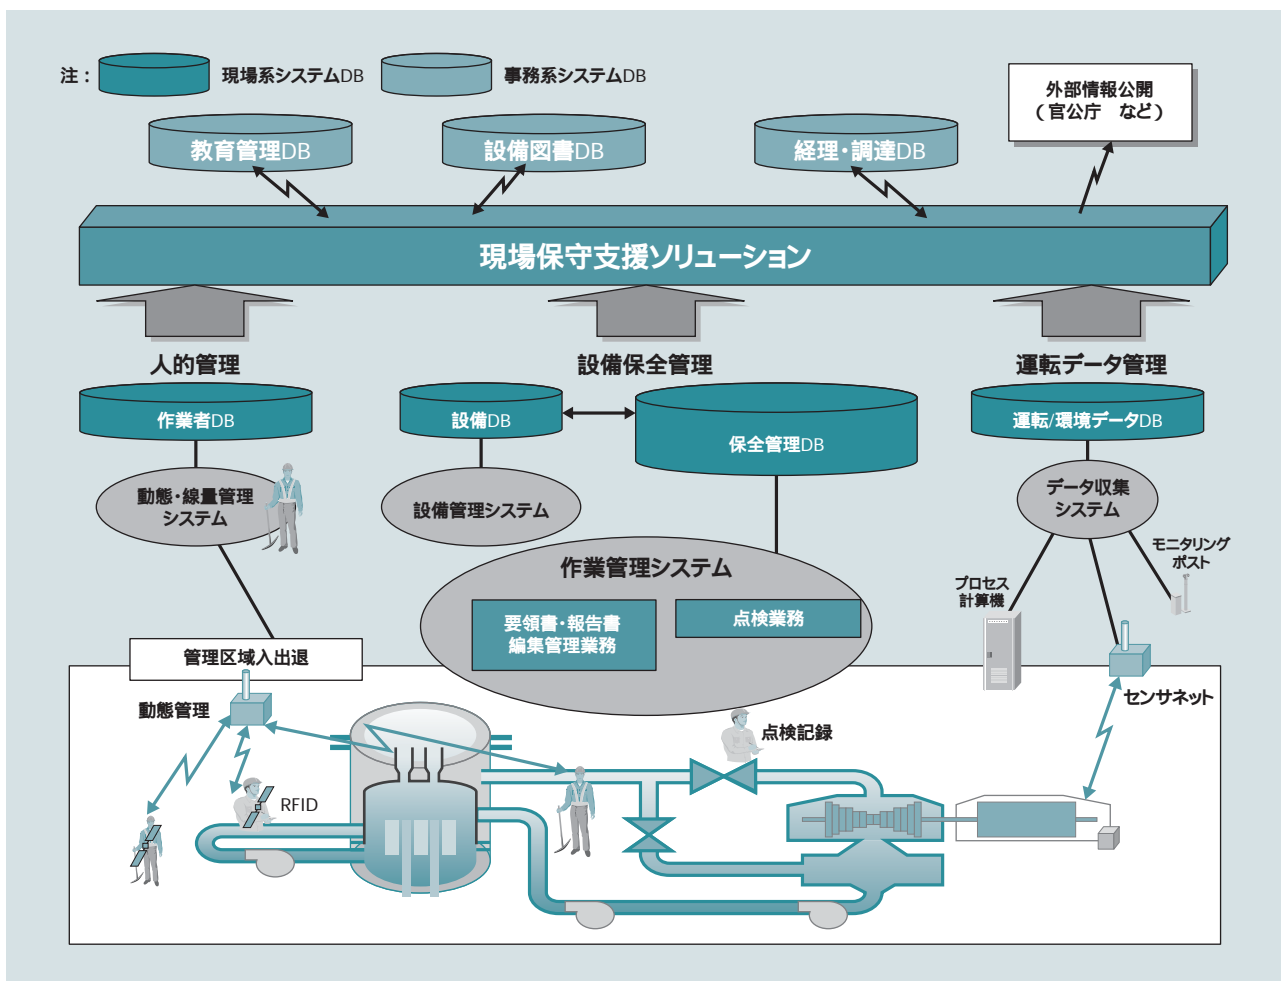 注：
現場系システムDB
事務系システムDB
外部情報公開
（官公庁　など）
教育管理DB
設備図書DB
経理・調達DB
現場保守支援ソリューション
人的管理
設備保全管理
運転データ管理
作業者DB
設備DB
保全管理DB
運転/環境データDB
動態・線量管理
システム
設備管理システム
データ収集
システム
作業管理システム
要領書・報告書
編集管理業務
点検業務
プロセス
計算機
モニタリング
ポスト
管理区域入出退
動態管理
センサネット
点検記録
RFID